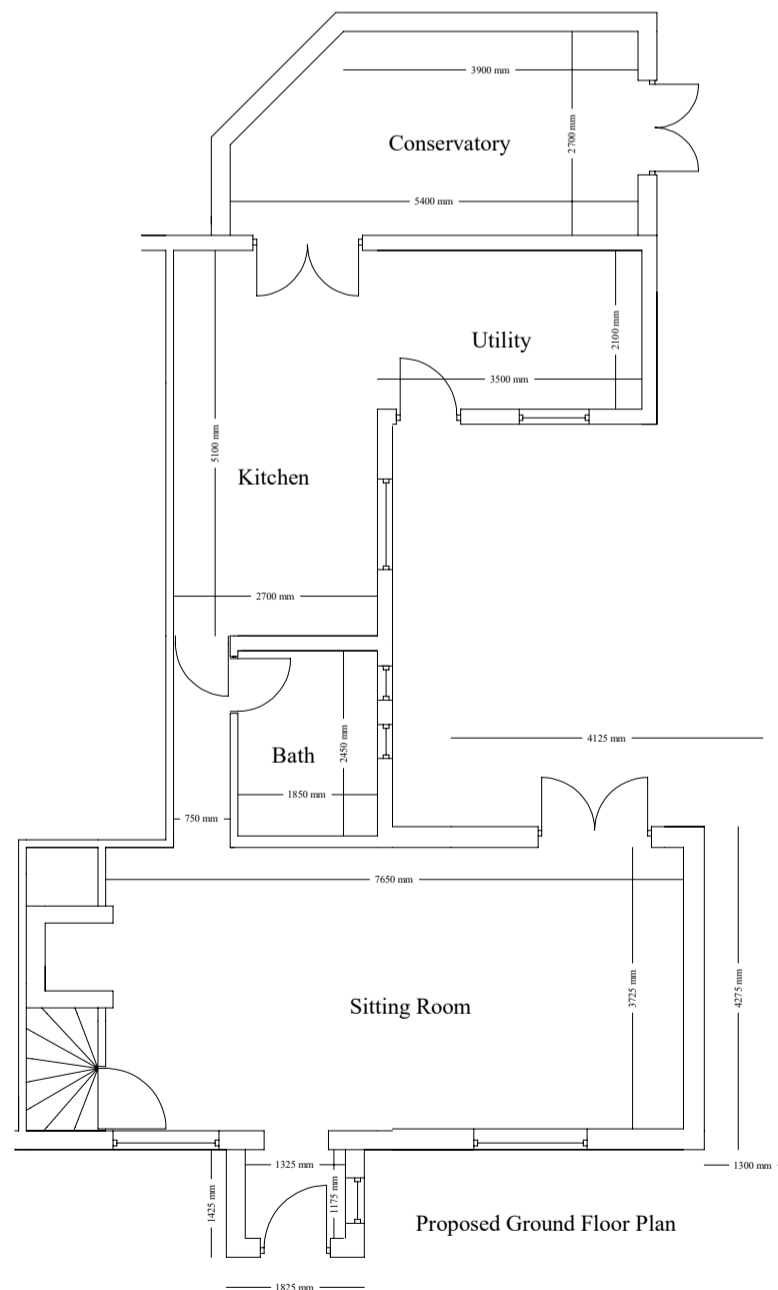 3900 mm
Conservatory
2700 mm
5400 mm
Utility
2100 mm
3500 mm
5100 mm
Kitchen
2700 mm
4125 mm
2450 mm
Bath
1850 mm
750 mm
7650 mm
3725 mm
4275 mm
Sitting Room
1325 mm
1300 mm
1425 mm
1175 mm
Proposed Ground Floor Plan
1825 mm